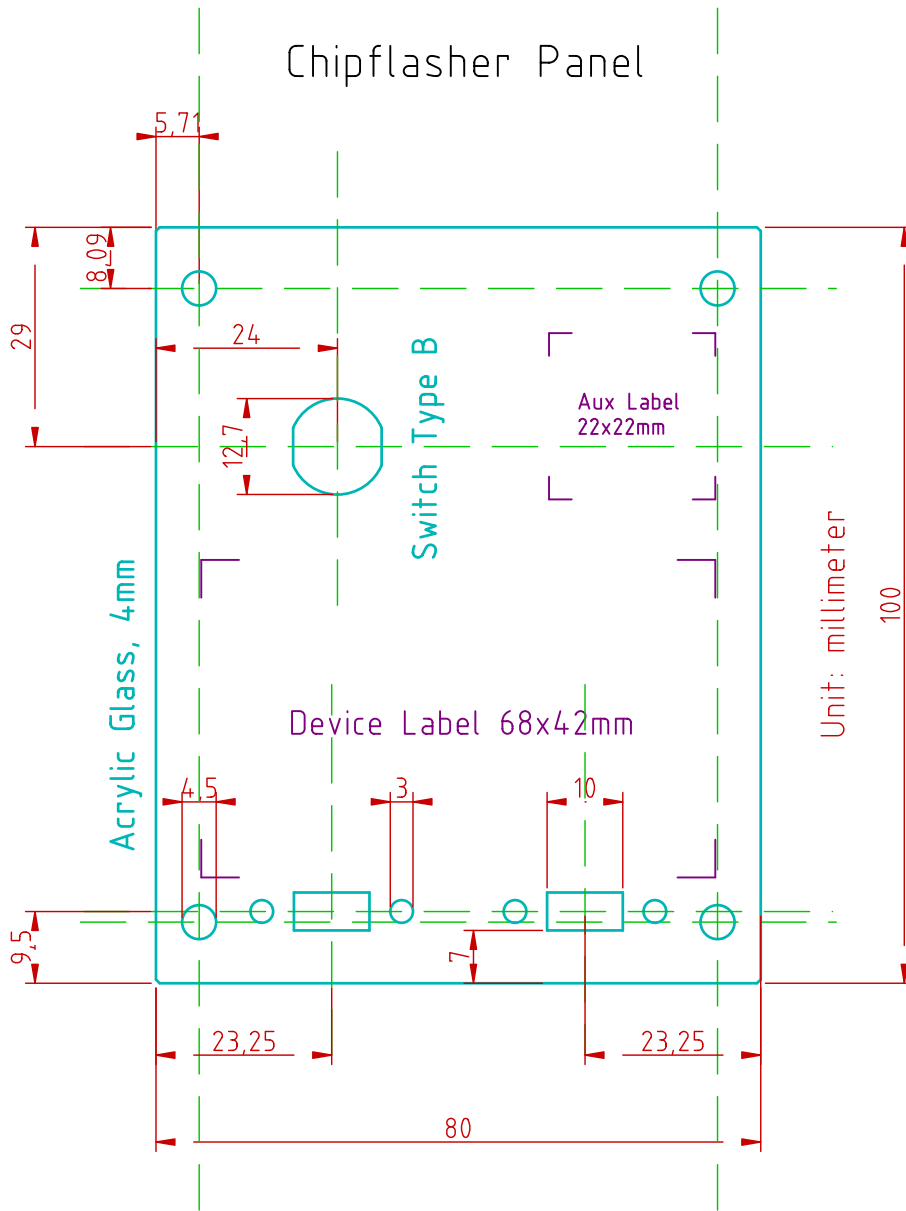 Chipflasher Panel
5,71
8,09
29
24
12,7
Switch Type B
Aux Label
22x22mm
Acrylic Glass, 4mm
Unit: millimeter
100
Device Label 68x42mm
4,5
3
10
9,5
7
23,25
23,25
80